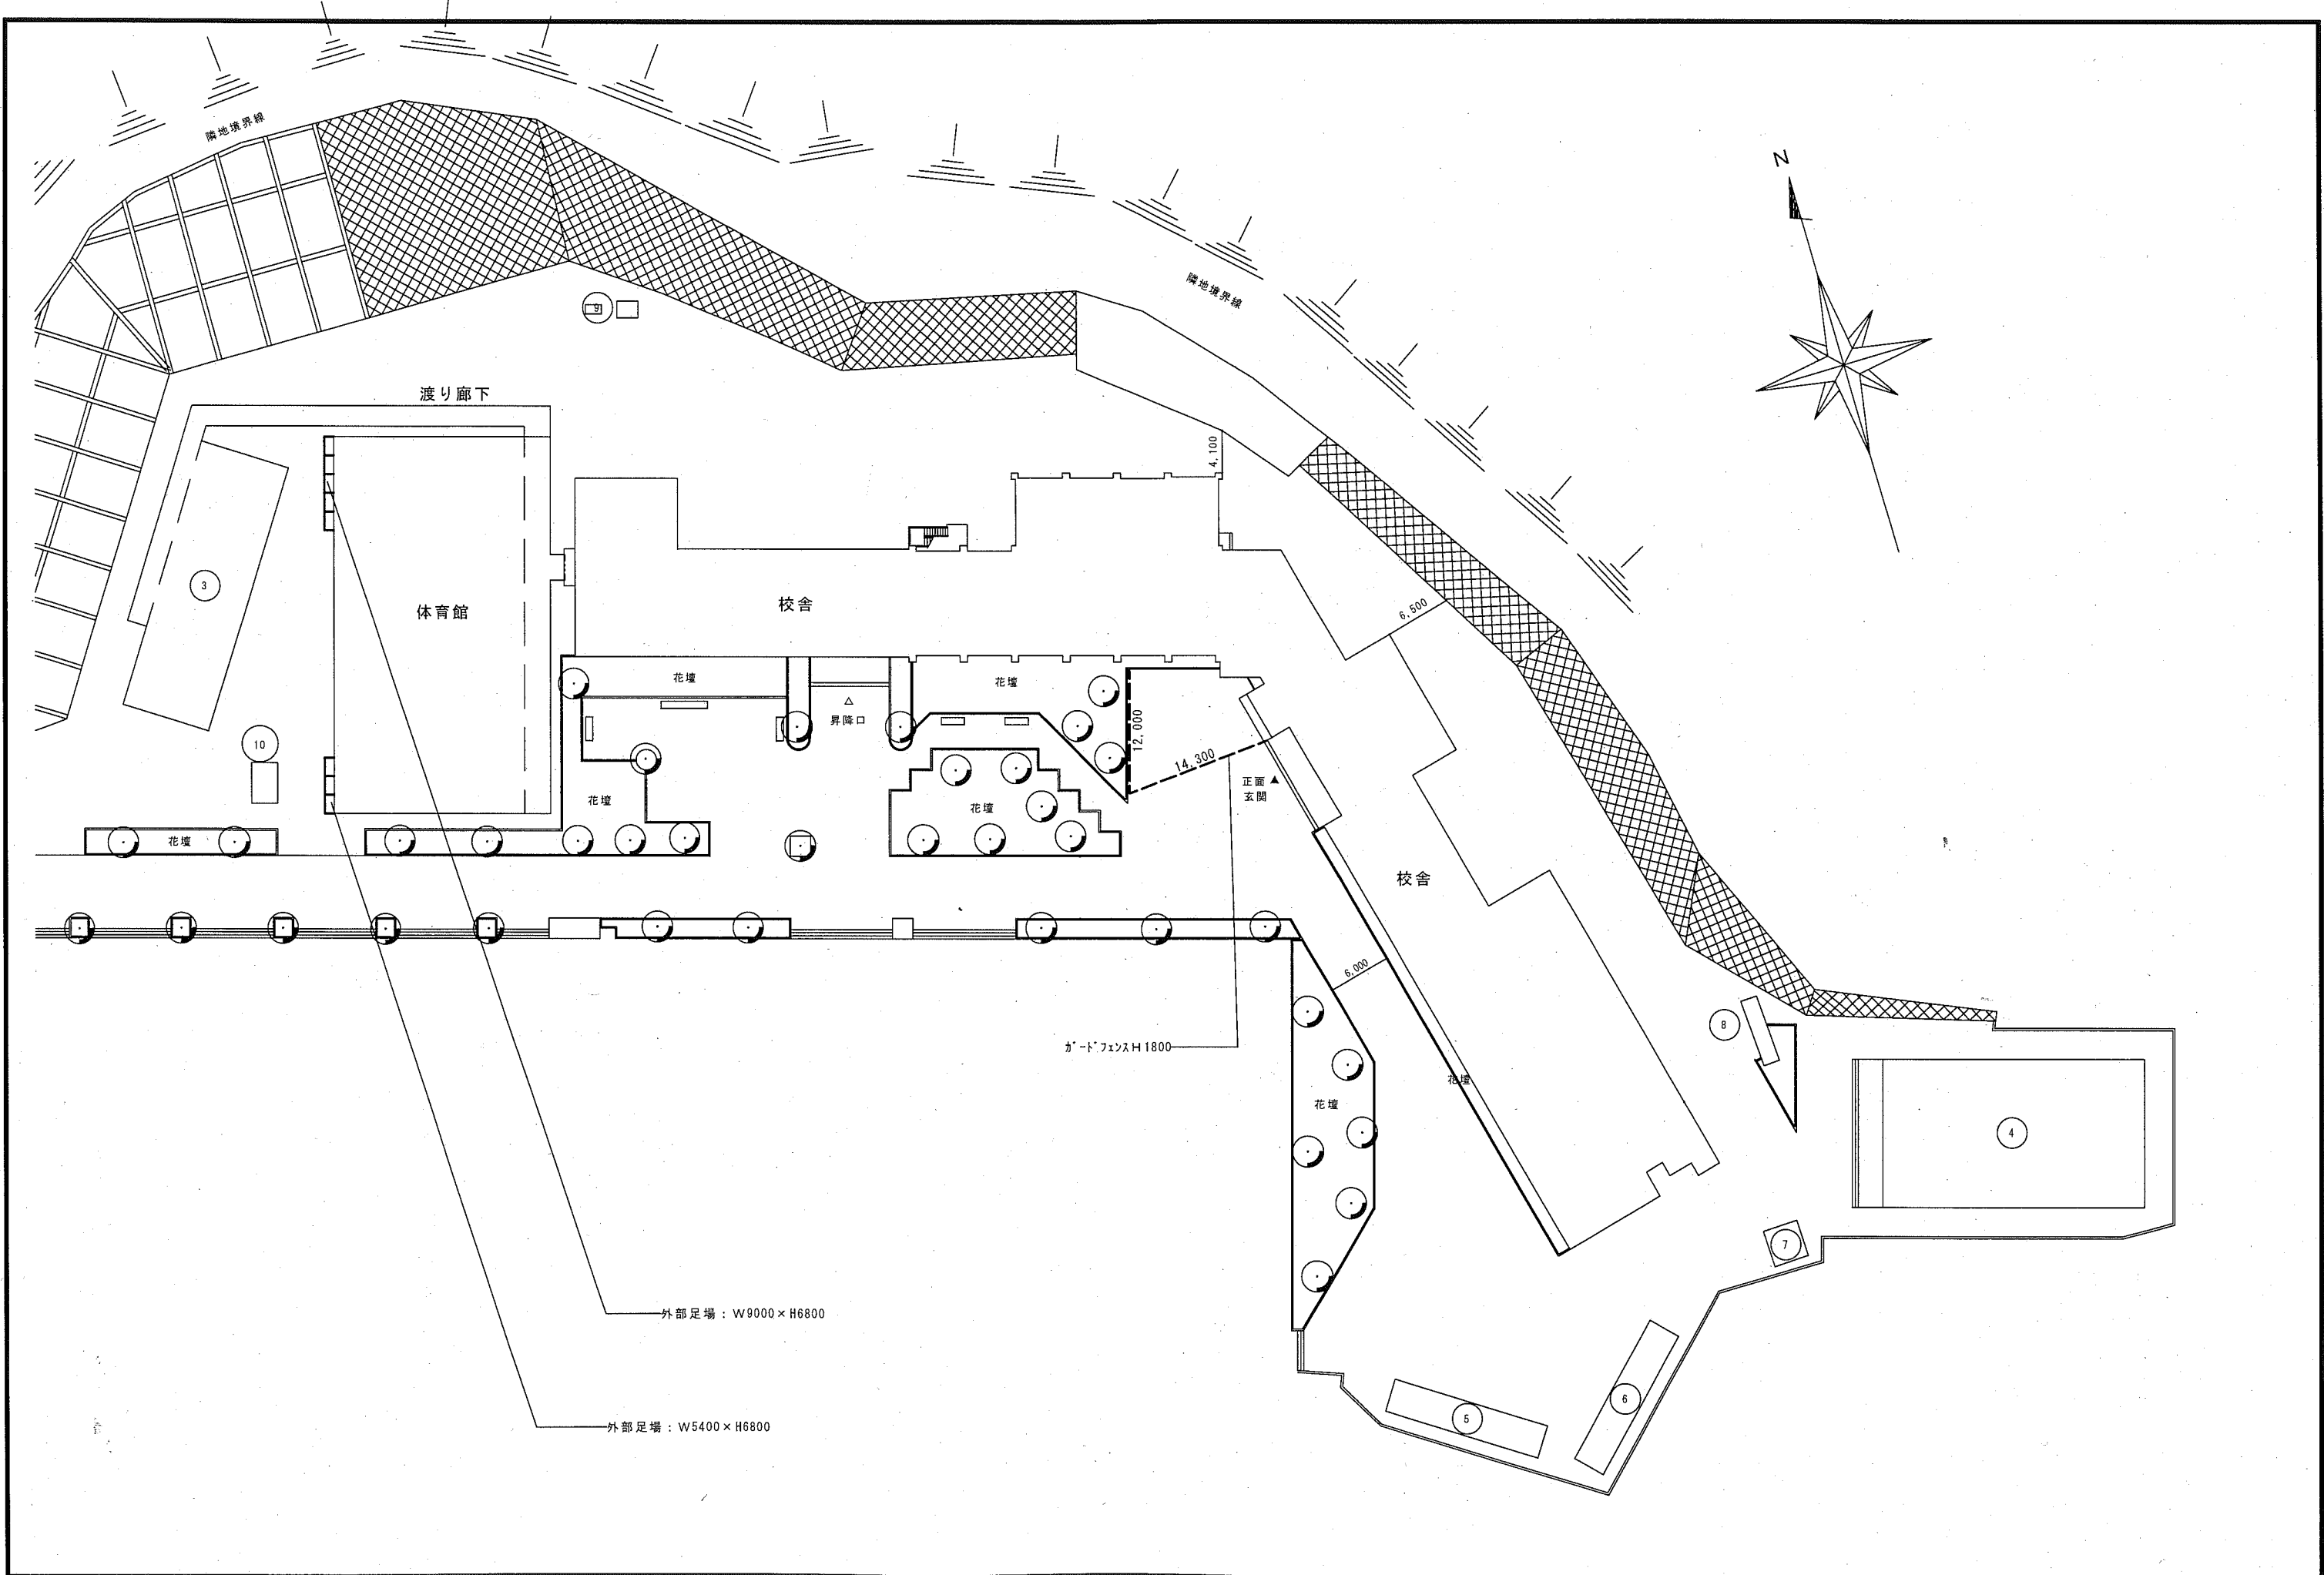 隣地境界線
N
隣地境界線
9
渡り廊下
4,100
3
体育館
校舎
6,500
花壇
花壇
昇降口
12,000
14,300
10
正面
玄関
花壇
花壇
花壇
校舎
6,000
8
ｶﾞｰﾄﾞﾌｪﾝｽH1800
花壇
花壇
4
7
外部足場：W9000×H6800
6
5
外部足場：W5400×H6800